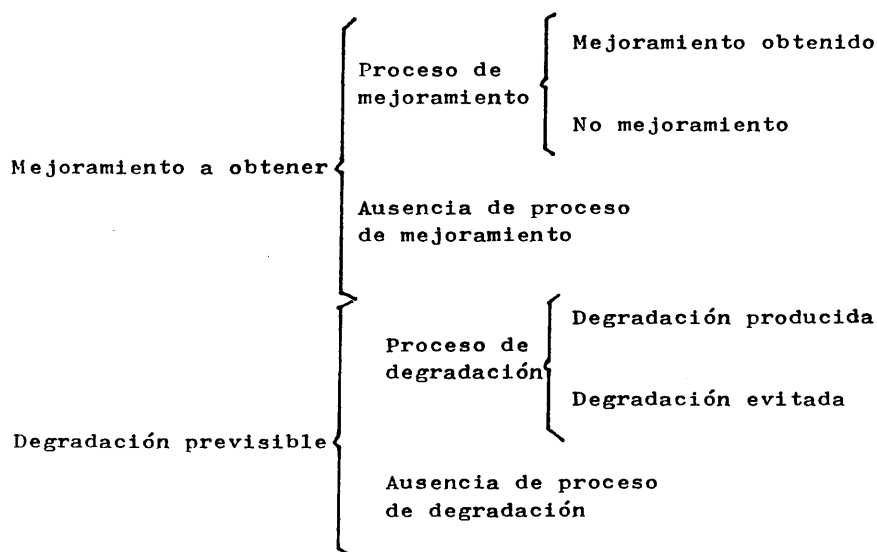 Proceso de
mejoramiento
Mejoramiento obtenido
No mejoramiento
Mejoramiento a obtener
Ausencia de proceso
de mejoramiento
Proceso de
degradación
Degradación producida
Degradación evitada
Degradación previsible
Ausencia de proceso
de degradación